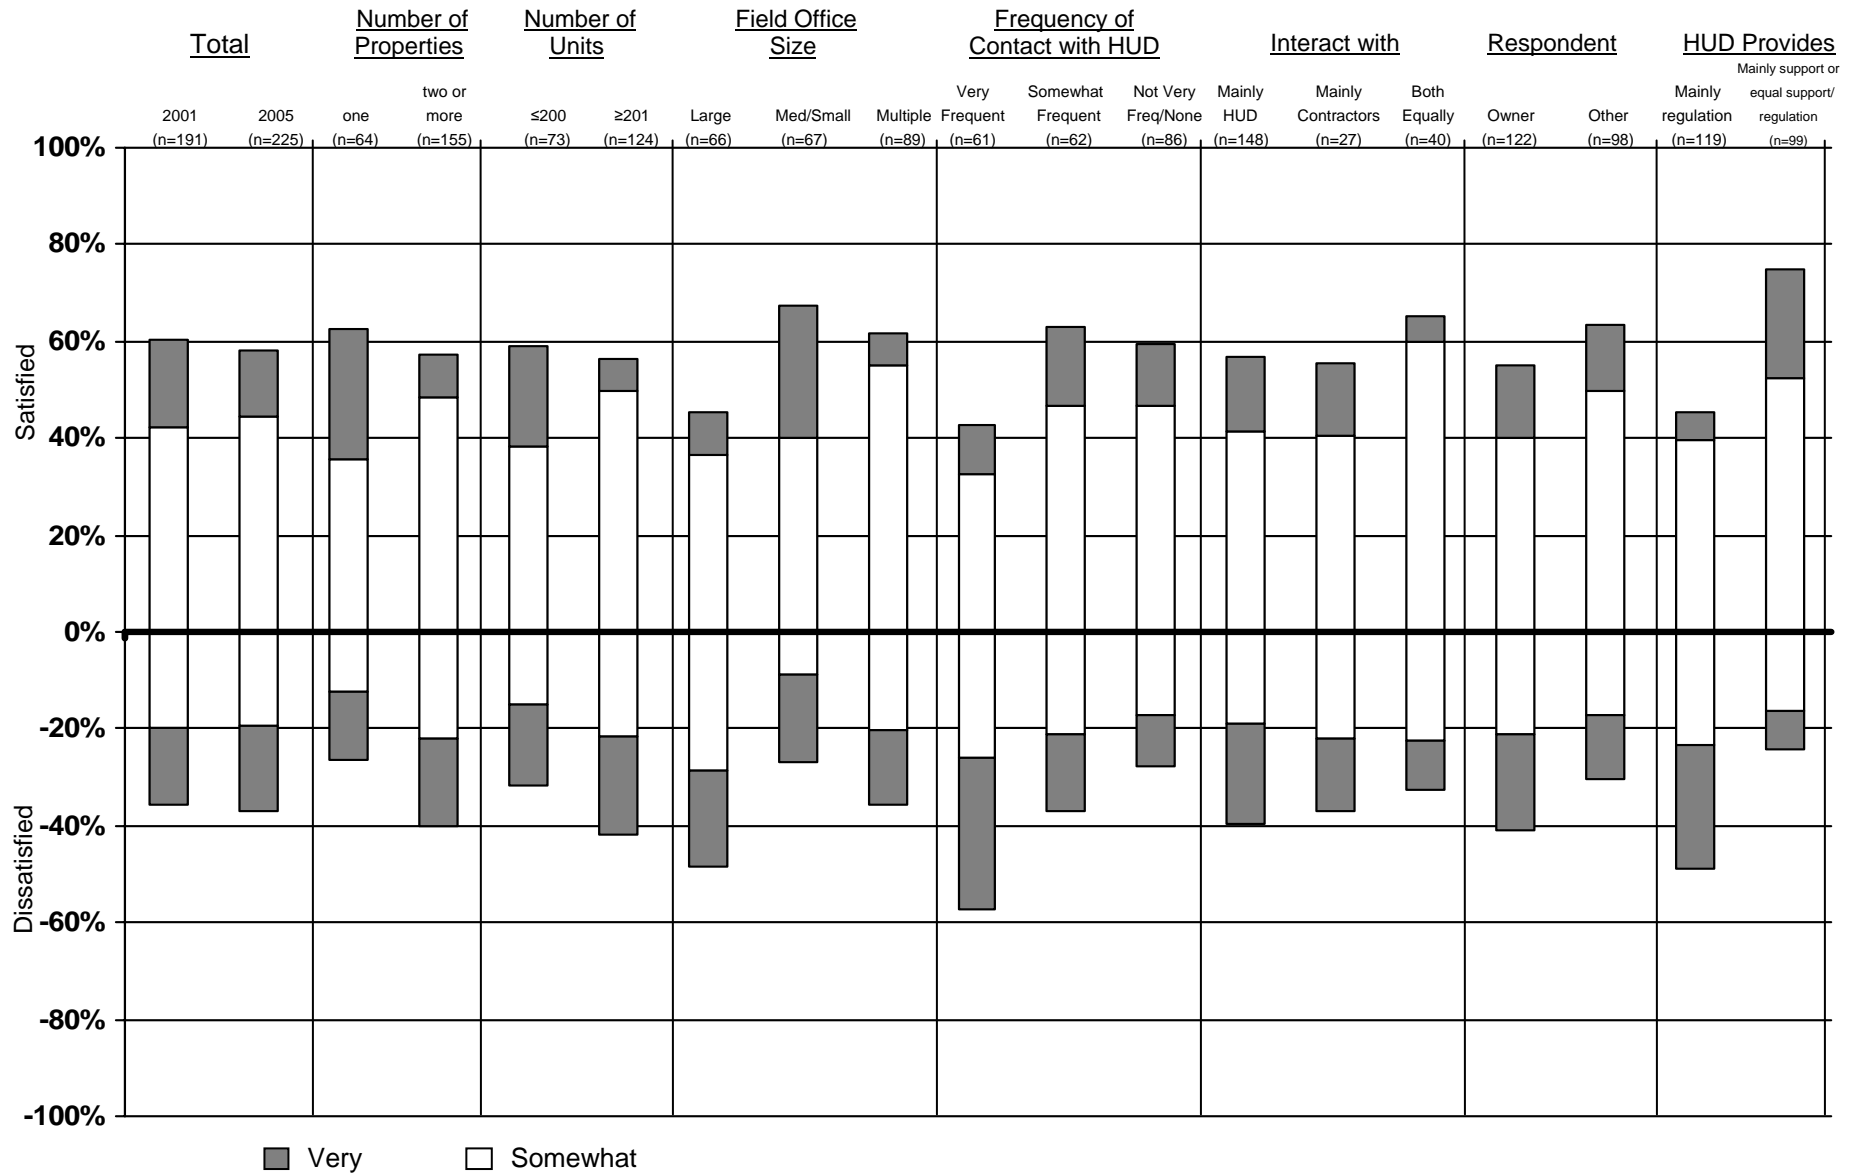 Total
Number of
Properties
Number of
Units
Field Office
Size
Frequency of
Contact with HUD
Interact with
Respondent
HUD Provides
2001
(n=191)
2005
(n=225)
one
(n=64)
two or
more
(n=155)
≤200
(n=73)
≥201
(n=124)
Large
(n=66)
Med/Small
(n=67)
Multiple
(n=89)
Very
Frequent
(n=61)
Somewhat
Frequent
(n=62)
Not Very
Freq/None
(n=86)
Mainly
HUD
(n=148)
Mainly
Contractors
(n=27)
Both
Equally
(n=40)
Owner
(n=122)
Other
(n=98)
Mainly
regulation
(n=119)
Mainly support or
equal support/
regulation
(n=99)
100%
80%
60%
40%
20%
0%
-20%
-40%
-60%
-80%
-100%
Satisfied
Dissatisfied
Very
Somewhat